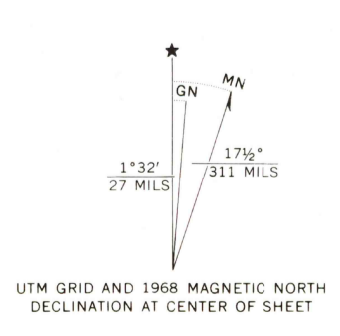 MN
GN
1°32′
27 MILS
17½°
311 MILS
UTM GRID AND 1968 MAGNETIC NORTH
DECLINATION AT CENTER OF SHEET